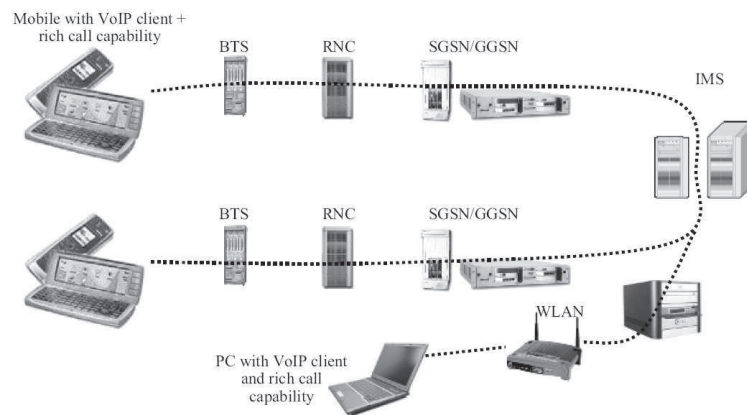 Mobile with VoIP client +
rich call capability
BTS
RNC
SGSN/GGSN
IMS
BTS
RNC
SGSN/GGSN
WLAN
PC with VoIP client
and rich call
capability